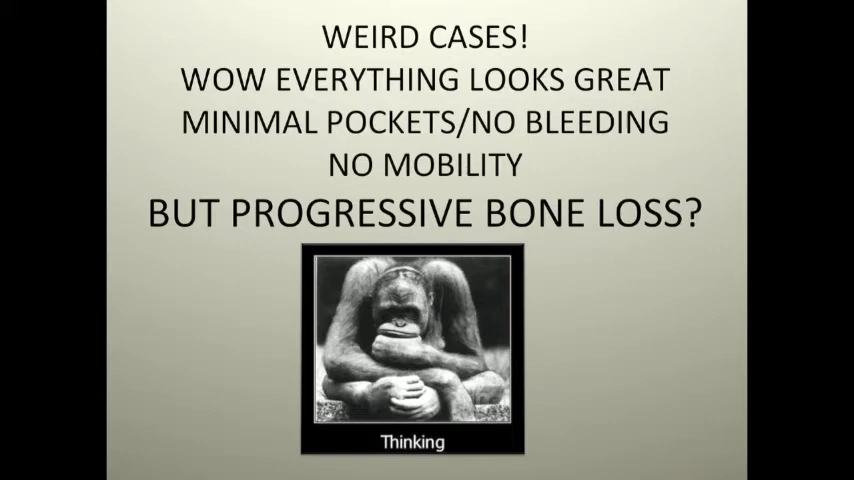 WEIRD CASES!
WOW EVERYTHING LOOKS GREAT
MINIMAL POCKETS/NO BLEEDING
NO MOBILITY
BUT PROGRESSIVE BONE LOSS?
Thinking